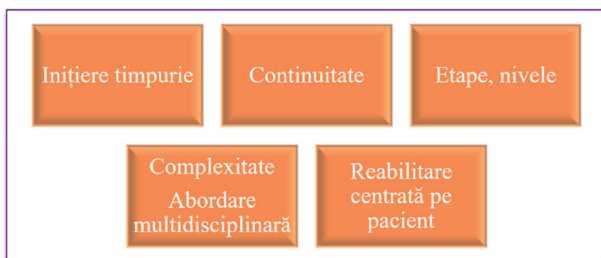 Inițiere timpurie
Continuitate
Etape, nivele
Complexitate
Abordare
multidisciplinară
Reabilitare
centrată pe
pacient